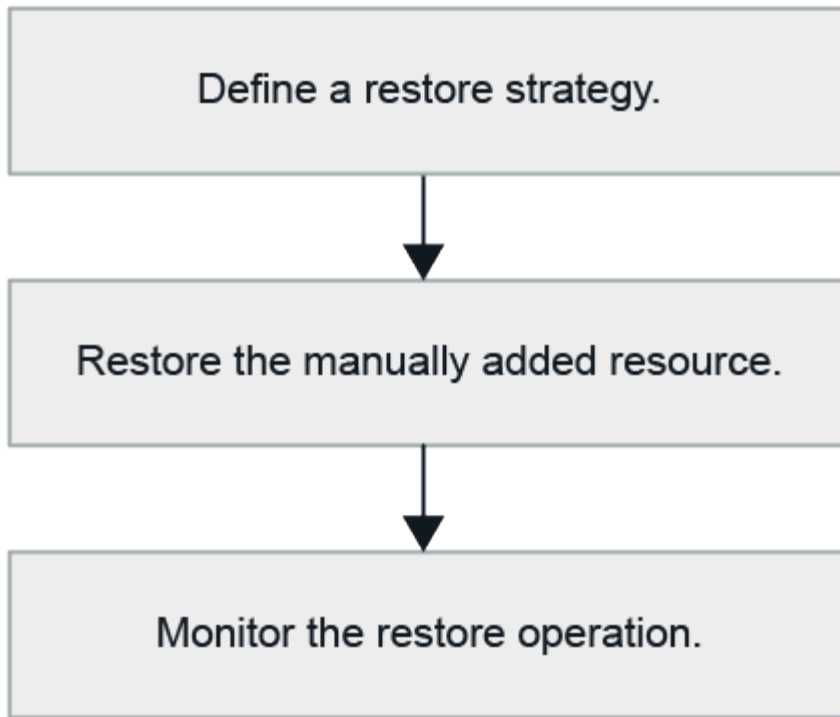 Define a restore strategy.
Restore the manually added resource.
Monitor the restore operation.